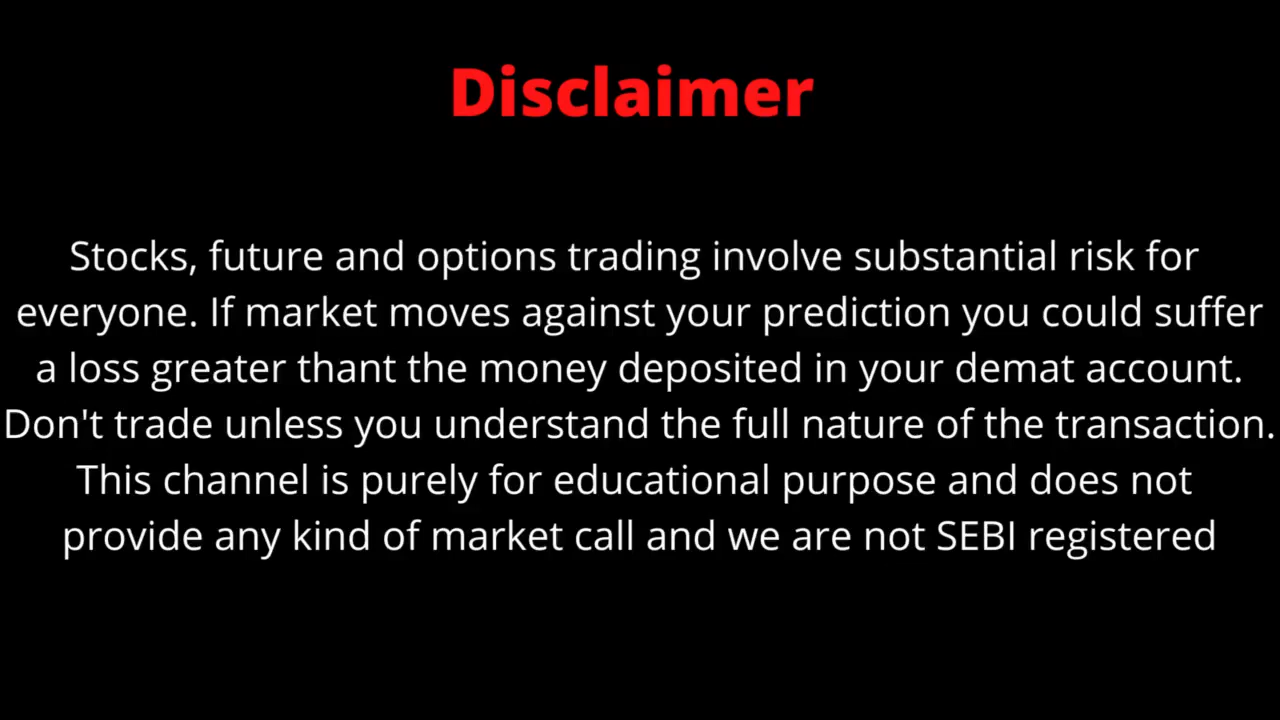 Disclaimer
Stocks, future and options trading involve substantial risk for
everyone. If market moves against your prediction you could suffer
a loss greater thant the money deposited in your demat account.
Don't trade unless you understand the full nature of the transaction.
This channel is purely for educational purpose and does not
provide any kind of market call and we are not SEBI registered